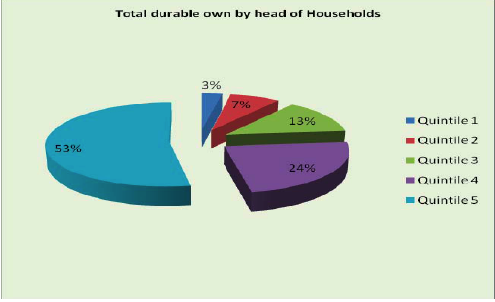 Total durable own by head of Households
3%
7%
13%
24%
53%
Quintile 1
Quintile 2
Quintile 3
Quintile 4
Quintile 5